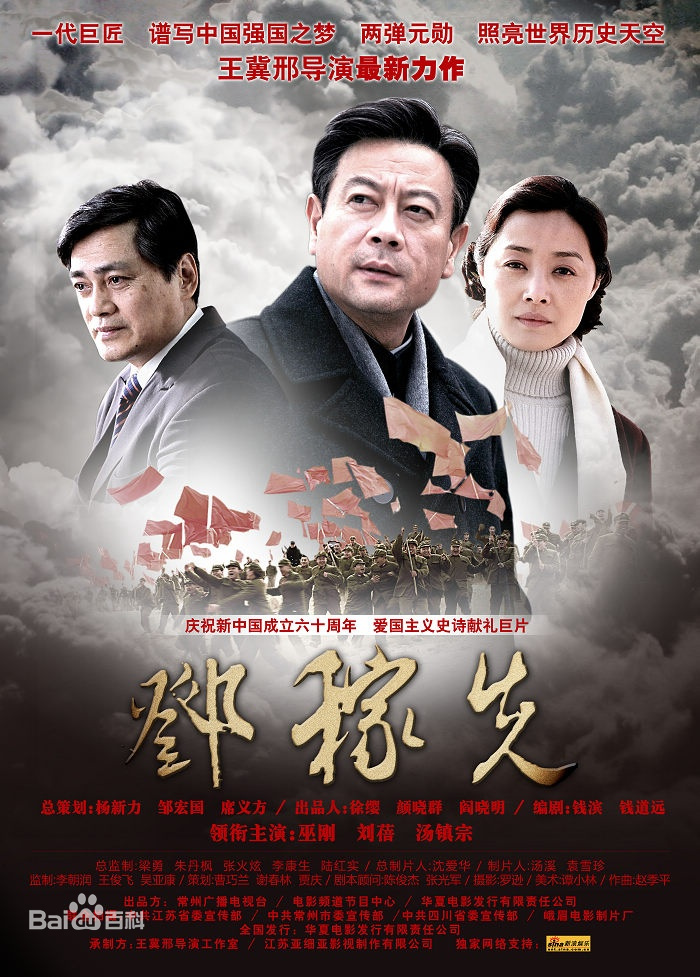 一代巨匠 谱写中国强国之梦 两弹元勋 照亮世界历史天空
王冀邢导演最新力作
庆祝新中国成立六十周年 爱国主义史诗献礼巨片
鄧稼先
总策划:杨新力 邹宏国 席义方 / 出品人:徐缨 颜晓群 阎晓明 / 编剧:钱滨 钱道远
领衔主演:巫刚 刘蓓 汤镇宗
总监制:梁勇 朱丹枫 张火炫 李康生 陆红实 / 总制片人:沈爱华 / 制片人:汤溪 袁雪珍
监制:李朝润 王俊飞 吴亚康 / 策划:曹巧兰 谢春林 贾庆 / 剧本顾问:陈俊杰 张光军 / 摄影:罗逊 / 美术:谭小林 / 作曲:赵季平
出品方: 常州广播电视台 / 电影频道节目中心 / 华夏电影发行有限责任公司
中共江苏省委宣传部 / 中共常州市委宣传部 / 中共四川省委宣传部 / 峨眉电影制片厂
全国发行: 华夏电影发行有限责任公司
承制方:王冀邢导演工作室 / 江苏亚细亚影视制作有限公司 独家网络支持: sina 新浪娱乐
Bai du 百科